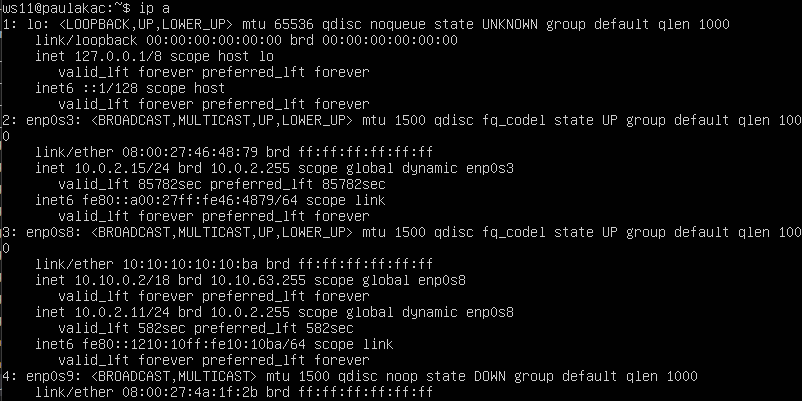 ws11@paulakac:~$ ip a
1: lo: <LOOPBACK,UP,LOWER_UP> mtu 65536 qdisc noqueue state UNKNOWN group default qlen 1000
    link/loopback 00:00:00:00:00:00 brd 00:00:00:00:00:00
    inet 127.0.0.1/8 scope host lo
       valid_lft forever preferred_lft forever
    inet6 ::1/128 scope host
       valid_lft forever preferred_lft forever
2: enp0s3: <BROADCAST,MULTICAST,UP,LOWER_UP> mtu 1500 qdisc fq_codel state UP group default qlen 100
0
    link/ether 08:00:27:46:48:79 brd ff:ff:ff:ff:ff:ff
    inet 10.0.2.15/24 brd 10.0.2.255 scope global dynamic enp0s3
       valid_lft 85782sec preferred_lft 85782sec
    inet6 fe80::a00:27ff:fe46:4879/64 scope link
       valid_lft forever preferred_lft forever
3: enp0s8: <BROADCAST,MULTICAST,UP,LOWER_UP> mtu 1500 qdisc fq_codel state UP group default qlen 100
0
    link/ether 10:10:10:10:10:ba brd ff:ff:ff:ff:ff:ff
    inet 10.10.0.2/18 brd 10.10.63.255 scope global enp0s8
       valid_lft forever preferred_lft forever
    inet 10.0.2.11/24 brd 10.0.2.255 scope global dynamic enp0s8
       valid_lft 582sec preferred_lft 582sec
    inet6 fe80::1210:10ff:fe10:10ba/64 scope link
       valid_lft forever preferred_lft forever
4: enp0s9: <BROADCAST,MULTICAST> mtu 1500 qdisc noop state DOWN group default qlen 1000
    link/ether 08:00:27:4a:1f:2b brd ff:ff:ff:ff:ff:ff